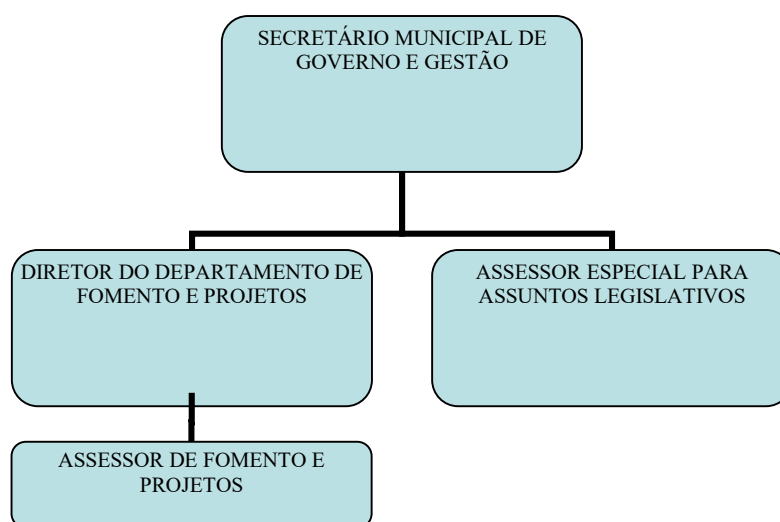 SECRETÁRIO MUNICIPAL DE
GOVERNO E GESTÃO
DIRETOR DO DEPARTAMENTO DE
FOMENTO E PROJETOS
ASSESSOR ESPECIAL PARA
ASSUNTOS LEGISLATIVOS
ASSESSOR DE FOMENTO E
PROJETOS